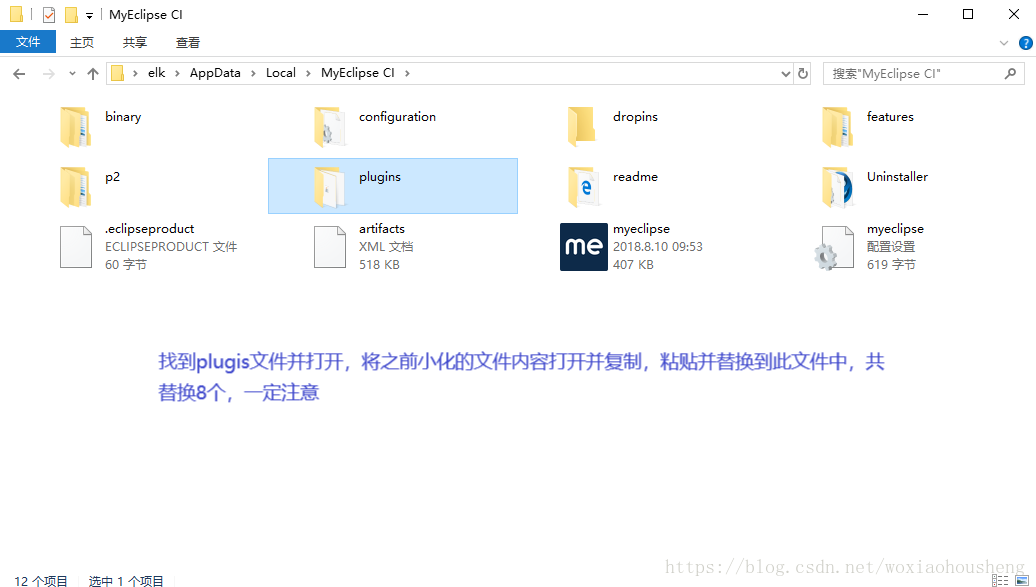 MyEclipse CI
文件 主页 共享 查看
elk AppData Local MyEclipse CI 搜索"MyEclipse CI"
binary configuration dropins features
p2 plugins readme Uninstaller
.eclipseproduct artifacts myeclipse myeclipse
ECLIPSEPRODUCT 文件 XML 文档 2018.8.10 09:53 配置设置
60 字节 518 KB 407 KB 619 字节
me
找到plugis文件并打开，将之前小化的文件内容打开并复制，粘贴并替换到此文件中，共
替换8个，一定注意
https://blog.csdn.net/woxiaohousheng
12 个项目 选中 1 个项目